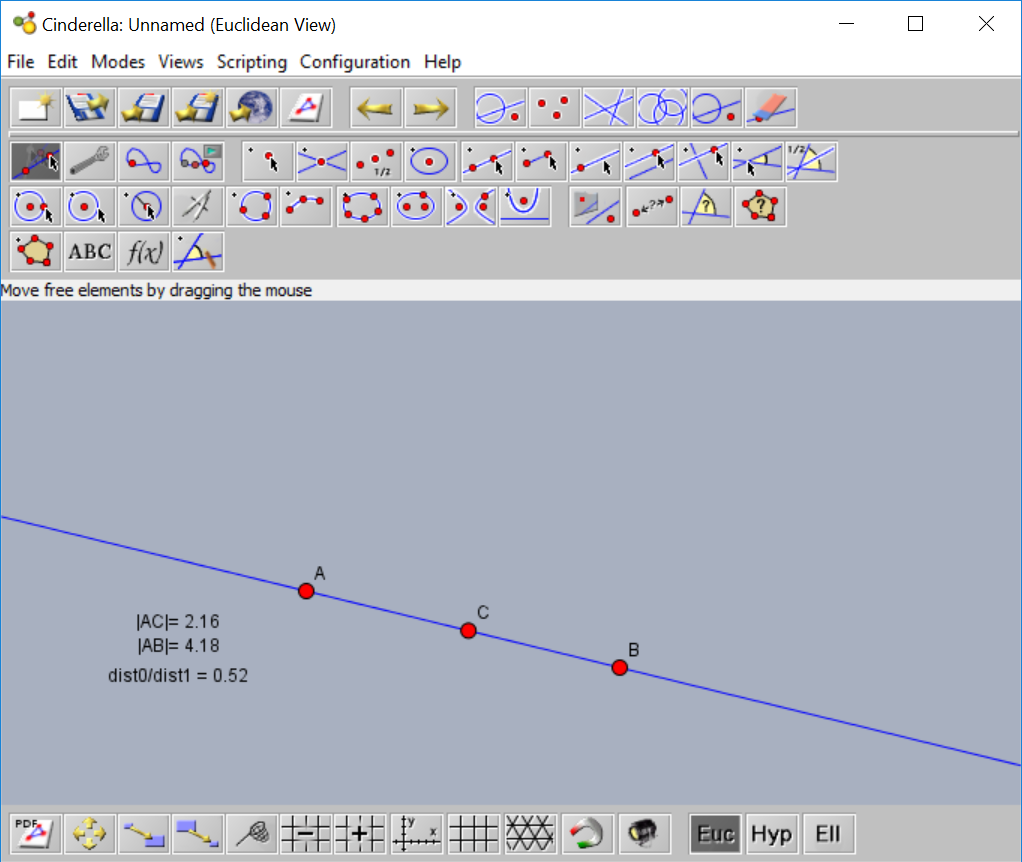 Cinderella: Unnamed (Euclidean View)
File Edit Modes Views Scripting Configuration Help
1/2
1/2
? ? ?
ABC f(x)
Move free elements by dragging the mouse
A
C
|AC|= 2.16
|AB|= 4.18
B
dist0/dist1 = 0.52
PDF y x Euc Hyp Ell